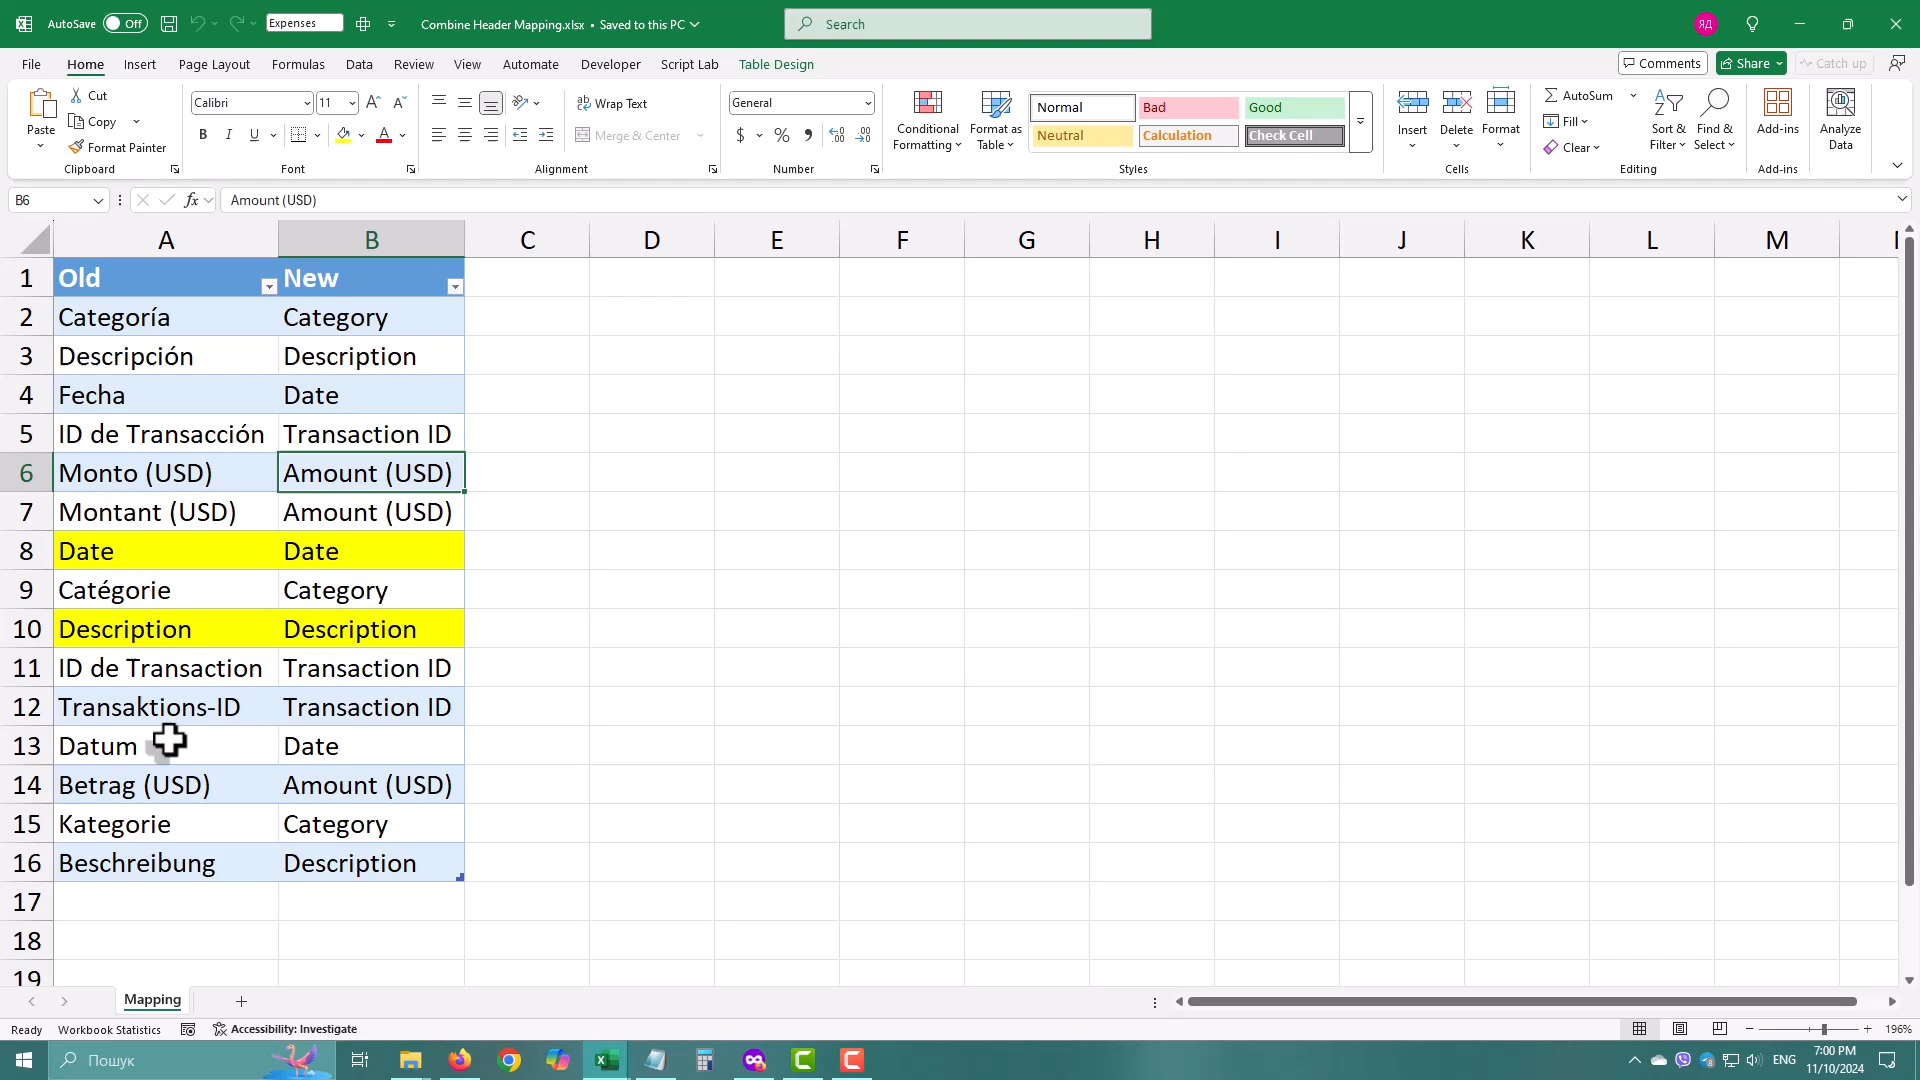 AutoSave Off Expenses Combine Header Mapping.xlsx • Saved to this PC Search ЯД
File Home Insert Page Layout Formulas Data Review View Automate Developer Script Lab Table Design Comments Share Catch up
Paste Cut Copy Format Painter
Clipboard
Calibri 11
B I U A
Font
Wrap Text
Merge & Center
Alignment
General
$ % 9
Number
Conditional Formatting Format as Table
Normal Bad Good
Neutral Calculation Check Cell
Styles
Insert Delete Format
Cells
AutoSum
Fill
Clear
Sort & Filter Find & Select
Editing
Add-ins
Add-ins
Analyze Data
B6 fx Amount (USD)
A B C D E F G H I J K L M
1 Old New
2 Categoría Category
3 Descripción Description
4 Fecha Date
5 ID de Transacción Transaction ID
6 Monto (USD) Amount (USD)
7 Montant (USD) Amount (USD)
8 Date Date
9 Catégorie Category
10 Description Description
11 ID de Transaction Transaction ID
12 Transaktions-ID Transaction ID
13 Datum Date
14 Betrag (USD) Amount (USD)
15 Kategorie Category
16 Beschreibung Description
17
18
19
Mapping
Ready Workbook Statistics Accessibility: Investigate 196%
Пошук ENG 7:00 PM
11/10/2024